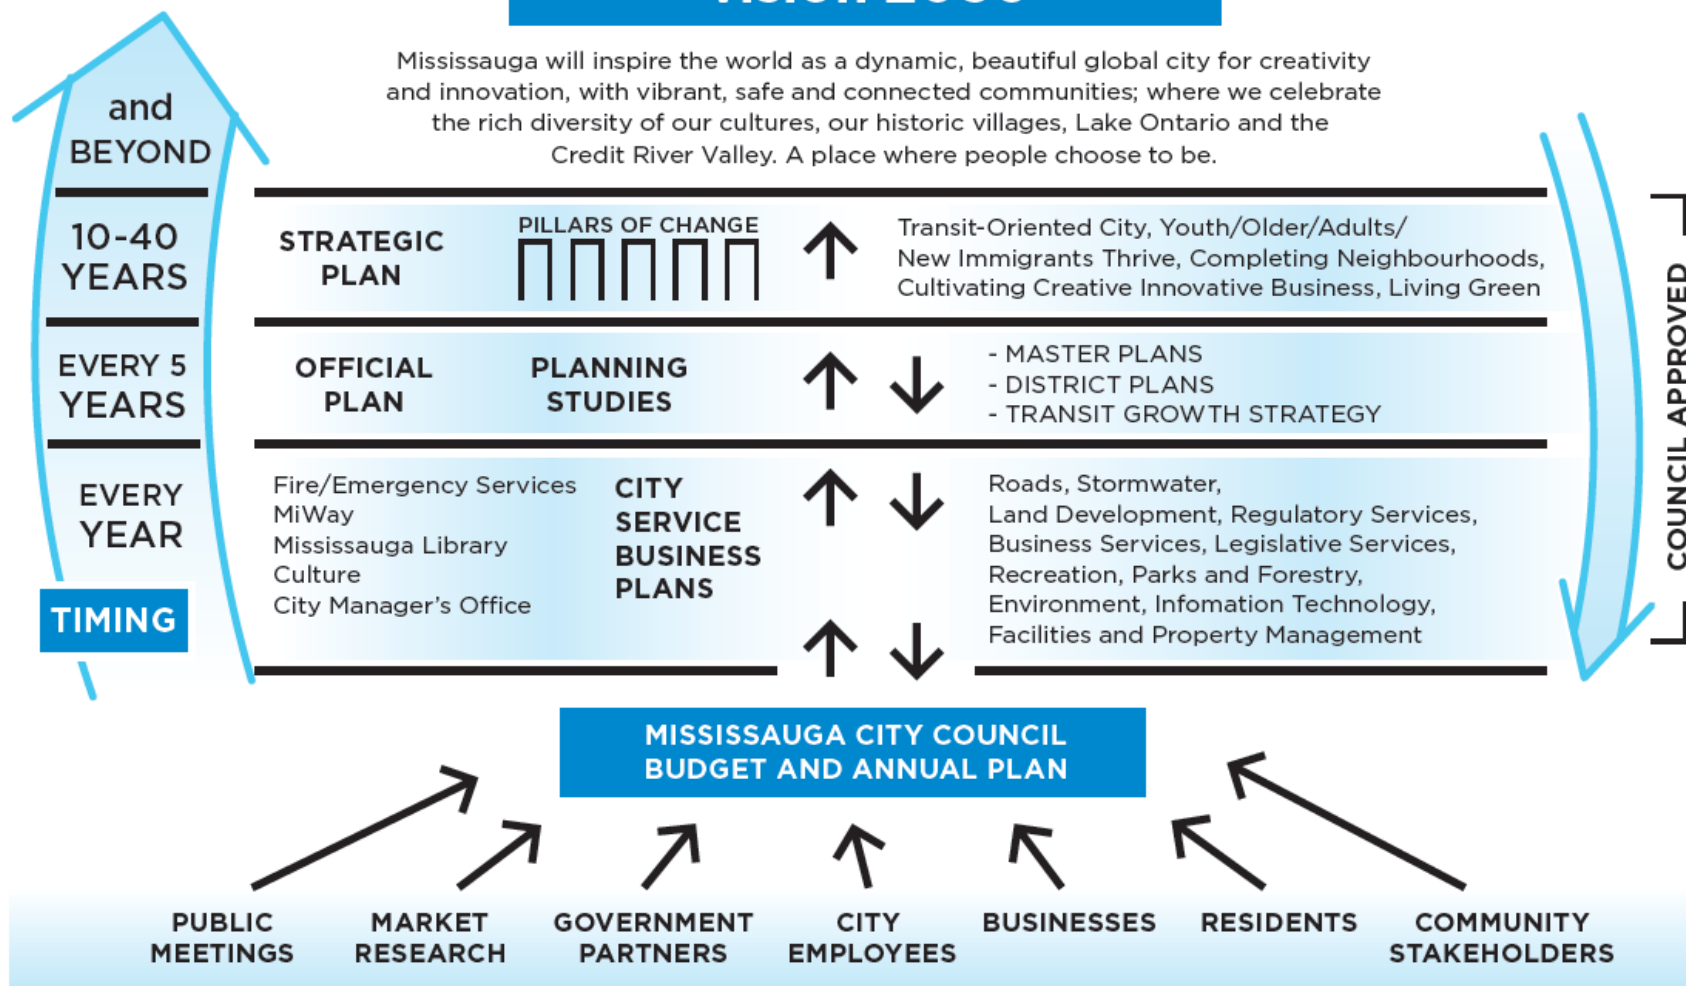 Mississauga will inspire the world as a dynamic, beautiful global city for creativity
and innovation, with vibrant, safe and connected communities; where we celebrate
the rich diversity of our cultures, our historic villages, Lake Ontario and the
Credit River Valley. A place where people choose to be.
and
BEYOND
10-40
YEARS
STRATEGIC
PLAN
PILLARS OF CHANGE
Transit-Oriented City, Youth/Older/Adults/
New Immigrants Thrive, Completing Neighbourhoods,
Cultivating Creative Innovative Business, Living Green
EVERY 5
YEARS
OFFICIAL
PLAN
PLANNING
STUDIES
- MASTER PLANS
- DISTRICT PLANS
- TRANSIT GROWTH STRATEGY
EVERY
YEAR
Fire/Emergency Services
MiWay
Mississauga Library
Culture
City Manager's Office
CITY
SERVICE
BUSINESS
PLANS
Roads, Stormwater,
Land Development, Regulatory Services,
Business Services, Legislative Services,
Recreation, Parks and Forestry,
Environment, Infomation Technology,
Facilities and Property Management
COUNCIL APPROVED
TIMING
MISSISSAUGA CITY COUNCIL
BUDGET AND ANNUAL PLAN
PUBLIC
MEETINGS
MARKET
RESEARCH
GOVERNMENT
PARTNERS
CITY
EMPLOYEES
BUSINESSES
RESIDENTS
COMMUNITY
STAKEHOLDERS